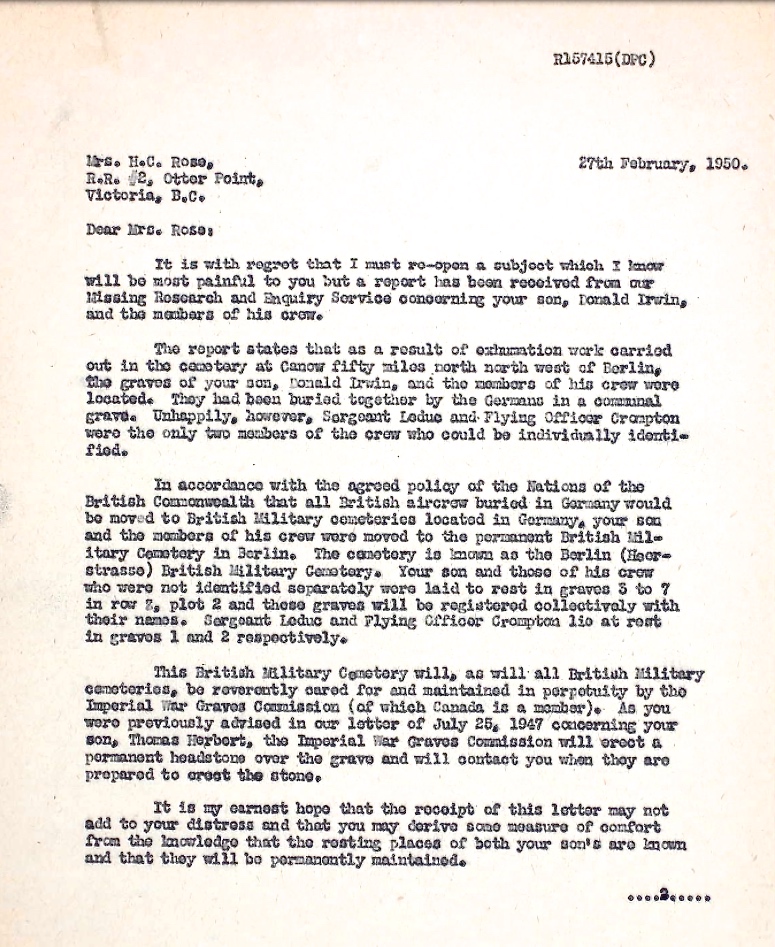 R157415(DPC)
Mrs. H.C. Rose,
27th February, 1950.
R.R. #2, Otter Point,
Victoria, B.C.
Dear Mrs. Rose:
It is with regret that I must re-open a subject which I know
will be most painful to you but a report has been received from our
Missing Research and Enquiry Service concerning your son, Donald Irwin,
and the members of his crew.
The report states that as a result of exhumation work carried
out in the cemetery at Canow fifty miles north north west of Berlin,
the graves of your son, Donald Irwin, and the members of his crew were
located. They had been buried together by the Germans in a communal
grave. Unhappily, however, Sergeant Leduc and Flying Officer Crompton
were the only two members of the crew who could be individually identi-
fied.
In accordance with the agreed policy of the Nations of the
British Commonwealth that all British aircrew buried in Germany would
be moved to British Military cemeteries located in Germany, your son
and the members of his crew were moved to the permanent British Mil-
itary Cemetery in Berlin. The cemetery is known as the Berlin (Heer-
strasse) British Military Cemetery. Your son and those of his crew
who were not identified separately were laid to rest in graves 3 to 7
in row Z, plot 2 and these graves will be registered collectively with
their names. Sergeant Leduc and Flying Officer Crompton lie at rest
in graves 1 and 2 respectively.
This British Military Cemetery will, as will all British Military
cemeteries, be reverently cared for and maintained in perpetuity by the
Imperial War Graves Commission (of which Canada is a member). As you
were previously advised in our letter of July 25, 1947 concerning your
son, Thomas Herbert, the Imperial War Graves Commission will erect a
permanent headstone over the grave and will contact you when they are
prepared to erect the stone.
It is my earnest hope that the receipt of this letter may not
add to your distress and that you may derive some measure of comfort
from the knowledge that the resting places of both your son's are known
and that they will be permanently maintained.
....2......